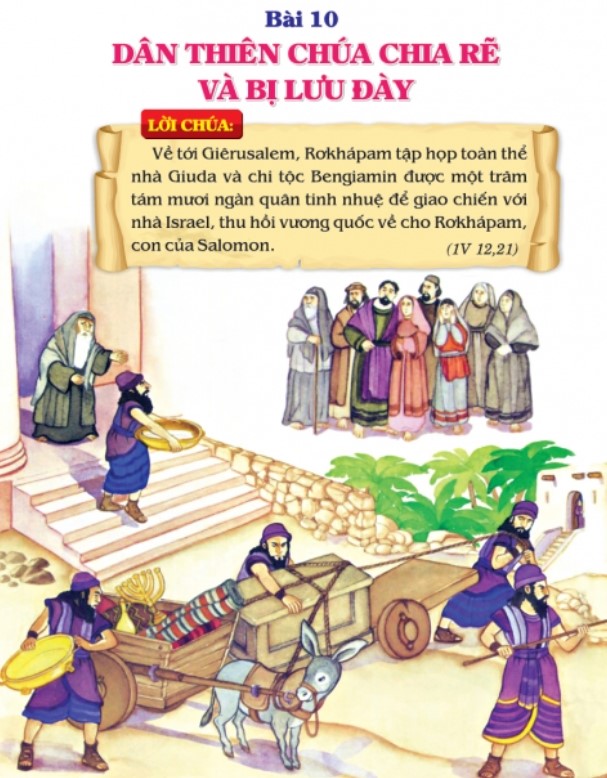 Bài 10
DÂN THIÊN CHÚA CHIA RẼ
VÀ BỊ LƯU ĐÀY
LỜI CHÚA:
Về tới Giêrusalem, Rơkhápam tập họp toàn thể
nhà Giuda và chi tộc Bengiamin được một trăm
tám mươi ngàn quân tinh nhuệ để giao chiến với
nhà Israel, thu hồi vương quốc về cho Rơkhápam,
con của Salomon.
(1V 12,21)